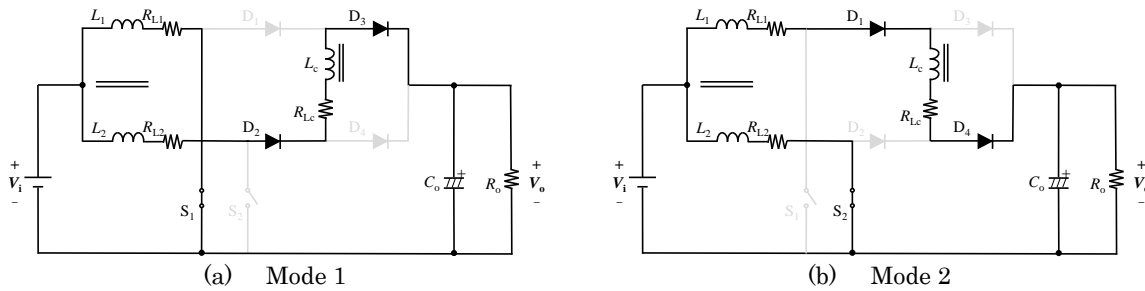 L1 RL1 D1 D3
Lc
RLc
L2 RL2 D2 D4
+
Vi
−
S1 S2
Co
+
Ro
+
Vo
−
(a) Mode 1
L1 RL1 D1 D3
Lc
RLc
L2 RL2 D2 D4
+
Vi
−
S1 S2
Co
+
Ro
+
−
(b) Mode 2